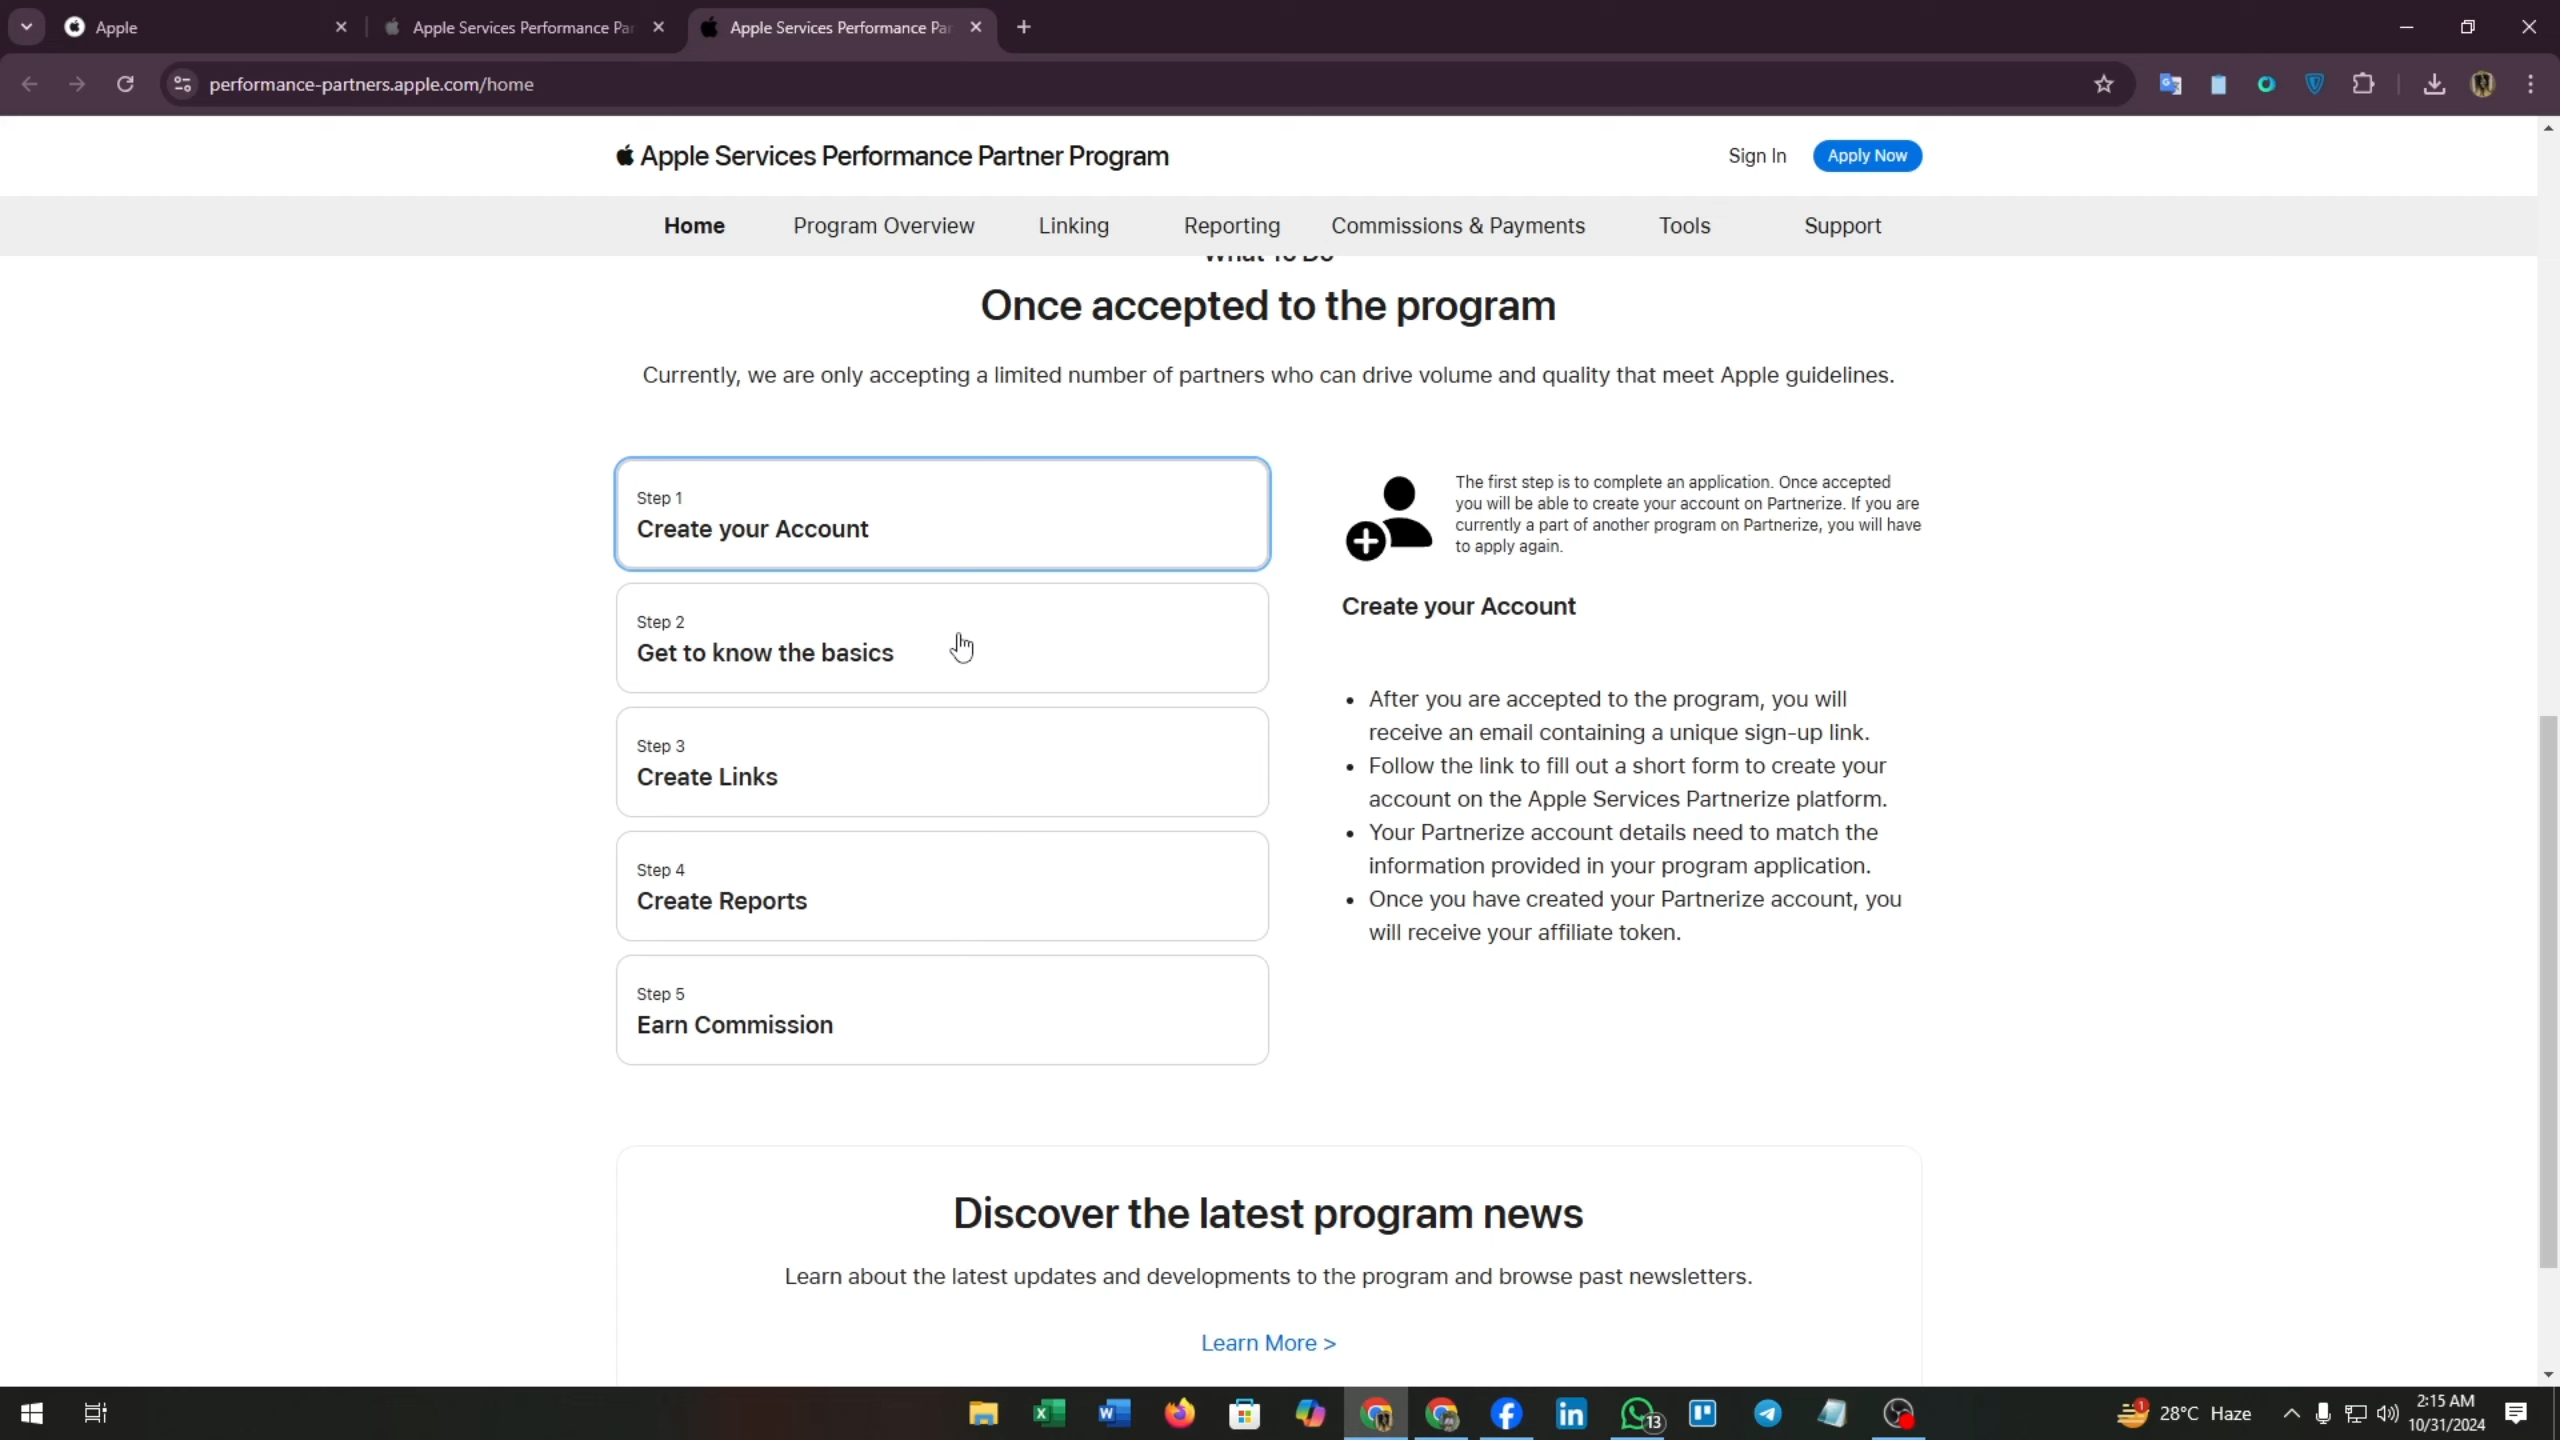 Apple
Apple Services Performance Par
Apple Services Performance Par
performance-partners.apple.com/home
Apple Services Performance Partner Program
Sign In
Apply Now
Home
Program Overview
Linking
Reporting
Commissions & Payments
Tools
Support
What To Do
Once accepted to the program
Currently, we are only accepting a limited number of partners who can drive volume and quality that meet Apple guidelines.
Step 1
Create your Account
Step 2
Get to know the basics
Step 3
Create Links
Step 4
Create Reports
Step 5
Earn Commission
The first step is to complete an application. Once accepted
you will be able to create your account on Partnerize. If you are
currently a part of another program on Partnerize, you will have
to apply again.
Create your Account
• After you are accepted to the program, you will
receive an email containing a unique sign-up link.
• Follow the link to fill out a short form to create your
account on the Apple Services Partnerize platform.
• Your Partnerize account details need to match the
information provided in your program application.
• Once you have created your Partnerize account, you
will receive your affiliate token.
Discover the latest program news
Learn about the latest updates and developments to the program and browse past newsletters.
Learn More >
13
1
28°C Haze
2:15 AM
10/31/2024